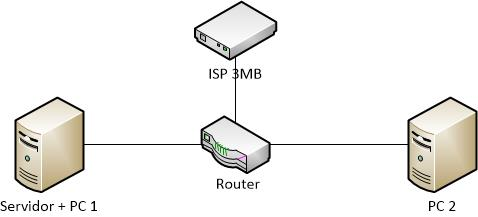 ISP 3MB
Router
Servidor + PC 1
PC 2